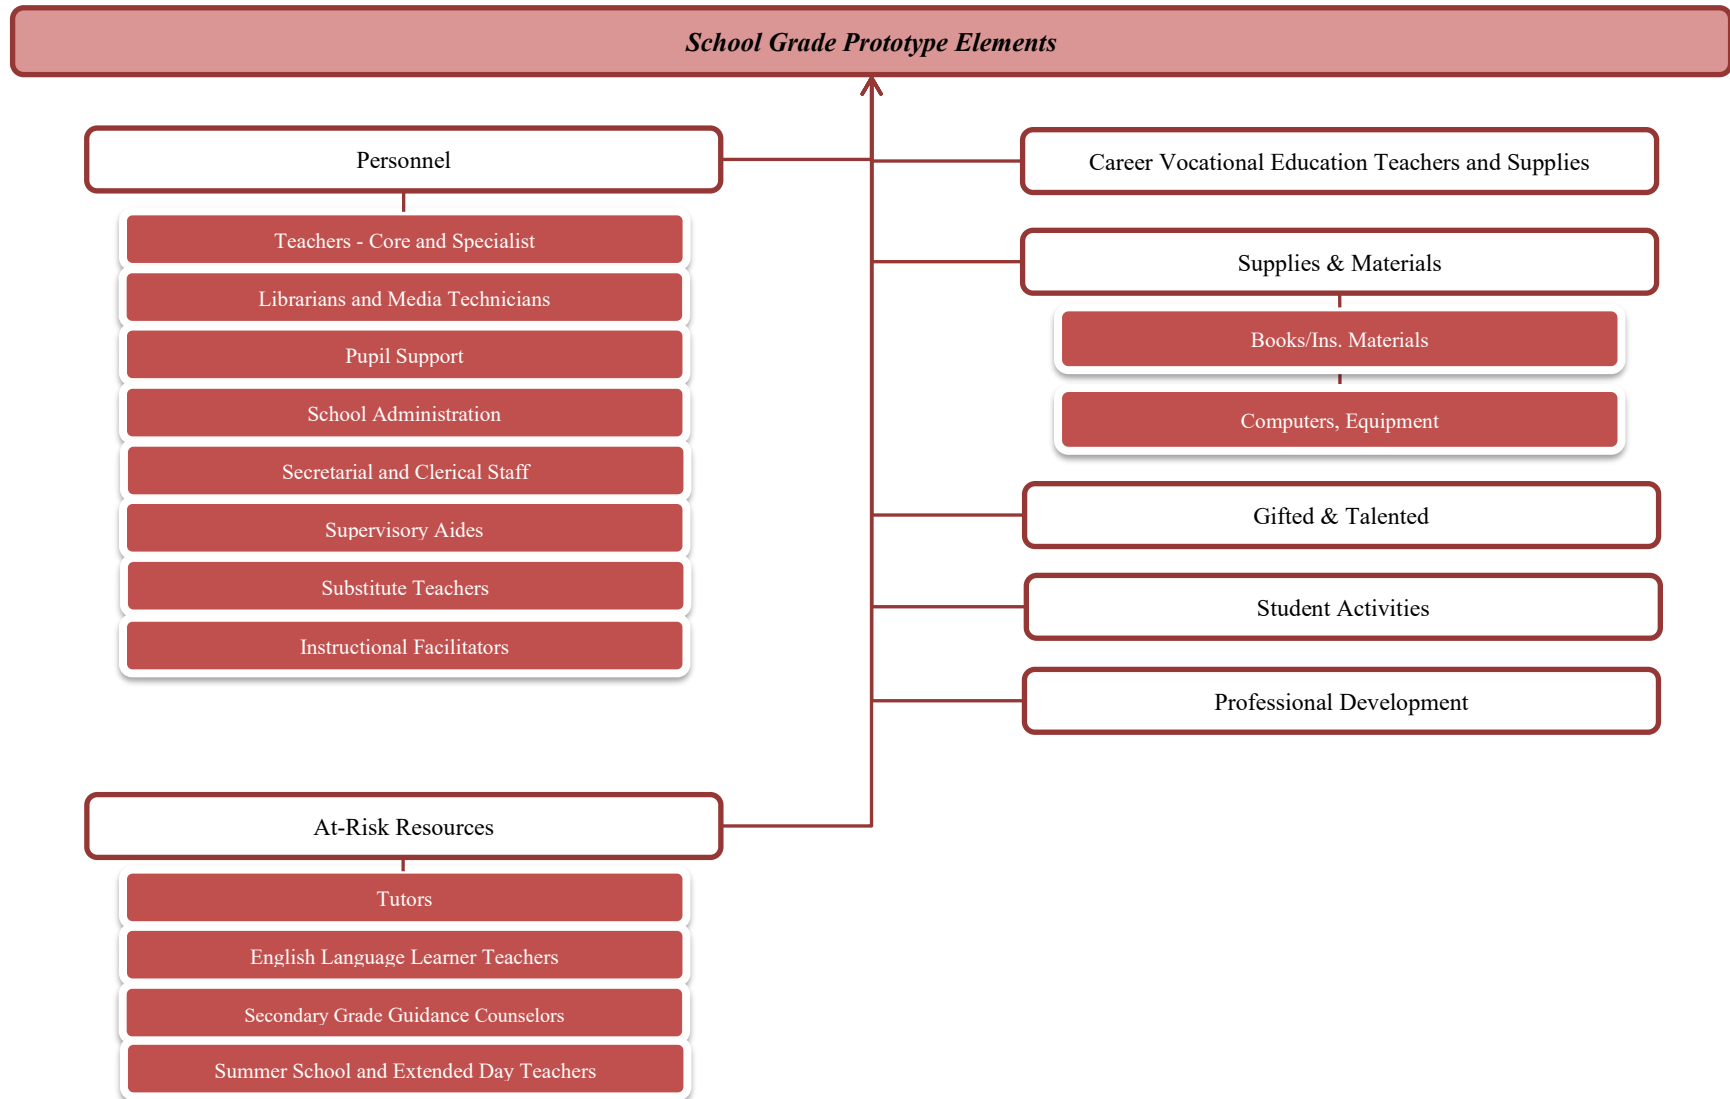 School Grade Prototype Elements
Personnel
Teachers - Core and Specialist
Librarians and Media Technicians
Pupil Support
School Administration
Secretarial and Clerical Staff
Supervisory Aides
Substitute Teachers
Instructional Facilitators
At-Risk Resources
Tutors
English Language Learner Teachers
Secondary Grade Guidance Counselors
Summer School and Extended Day Teachers
Career Vocational Education Teachers and Supplies
Supplies & Materials
Books/Ins. Materials
Computers, Equipment
Gifted & Talented
Student Activities
Professional Development